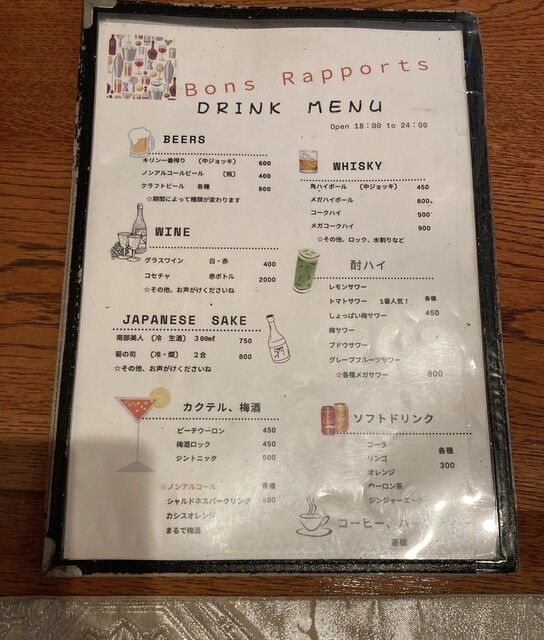 Bons Rapports
DRINK MENU
Open 18:00 to 24:00
BEERS
キリン一番搾り （中ジョッキ） 600
ノンアルコールビール （瓶） 400
クラフトビール 各種 800
☆期間によって種類が変わります
WINE
グラスワイン 白・赤 400
コセチャ 赤ボトル 2000
☆その他、お声がけくださいね
JAPANESE SAKE
南部美人 （冷 生酒） 300㎖ 750
菊の司 （冷・燗） 2合 800
☆その他、お声がけくださいね
酒
カクテル、梅酒
ピーチウーロン 450
梅酒ロック 450
ジントニック 500
☆ノンアルコール 各種
シャルドネスパークリング 400
カシスオレンジ
まるで梅酒
WHISKY
角ハイボール （中ジョッキ） 450
メガハイボール 800
コークハイ 500
メガコークハイ 900
☆その他、ロック、水割りなど
酎ハイ
レモンサワー
トマトサワー 1番人気! 各種
しょっぱい梅サワー 450
梅サワー
ブドウサワー
グレープフルーツサワー
☆各種メガサワー 800
ソフトドリンク
コーラ 各種
リンゴ 300
オレンジ
ウーロン茶
ジンジャーエール
コーヒー、ハー